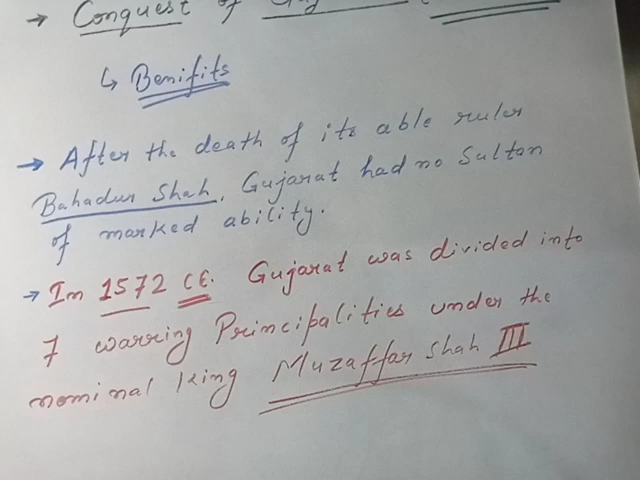 → Conquest of
↳ Benifits
→ After the death of its able ruler
Bahadur Shah, Gujarat had no Sultan
of marked ability.
→ In 1572 CE. Gujarat was divided into
7 warring Principalities under the
nominal king Muzaffar Shah III